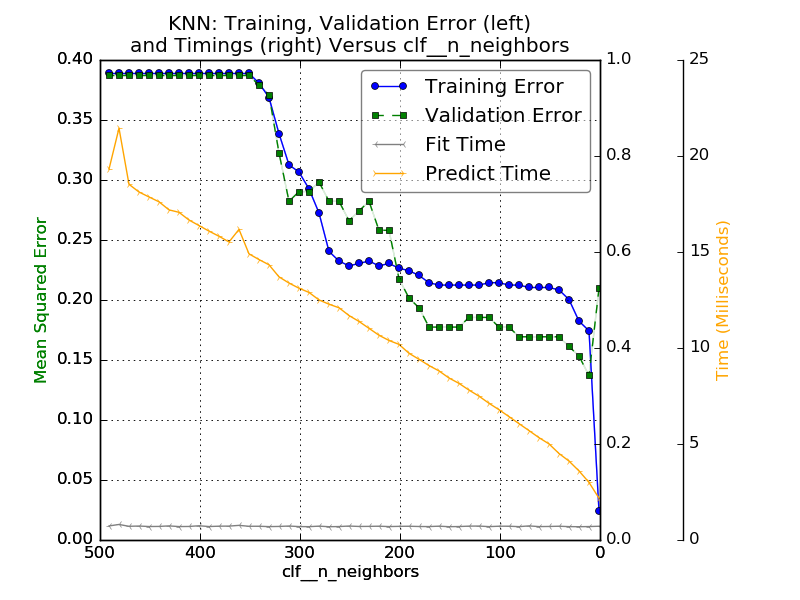 KNN: Training, Validation Error (left)
and Timings (right) Versus clf__n_neighbors
Mean Squared Error
0.40
0.35
0.30
0.25
0.20
0.15
0.10
0.05
0.00
Training Error
Validation Error
Fit Time
Predict Time
1.0
0.8
0.6
0.4
0.2
0.0
25
20
15
10
5
0
Time (Milliseconds)
500 400 300 200 100 0
clf__n_neighbors